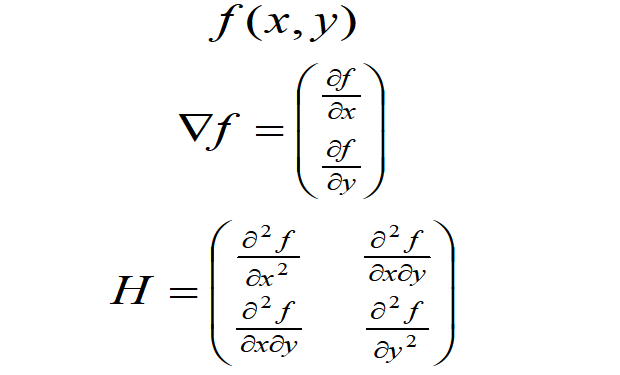 f(x,y)
∇f = (∂f/∂x
∂f/∂y)
H = (∂²f/∂x² ∂²f/∂x∂y
∂²f/∂x∂y ∂²f/∂y²)